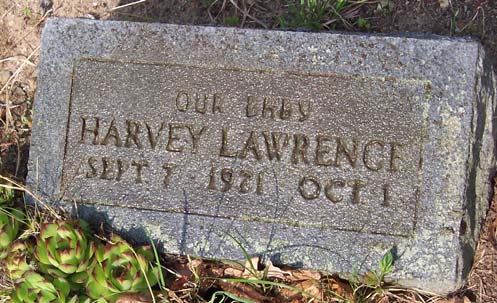 OUR BABY
HARVEY LAWRENCE
SEPT 7 1921 OCT 1